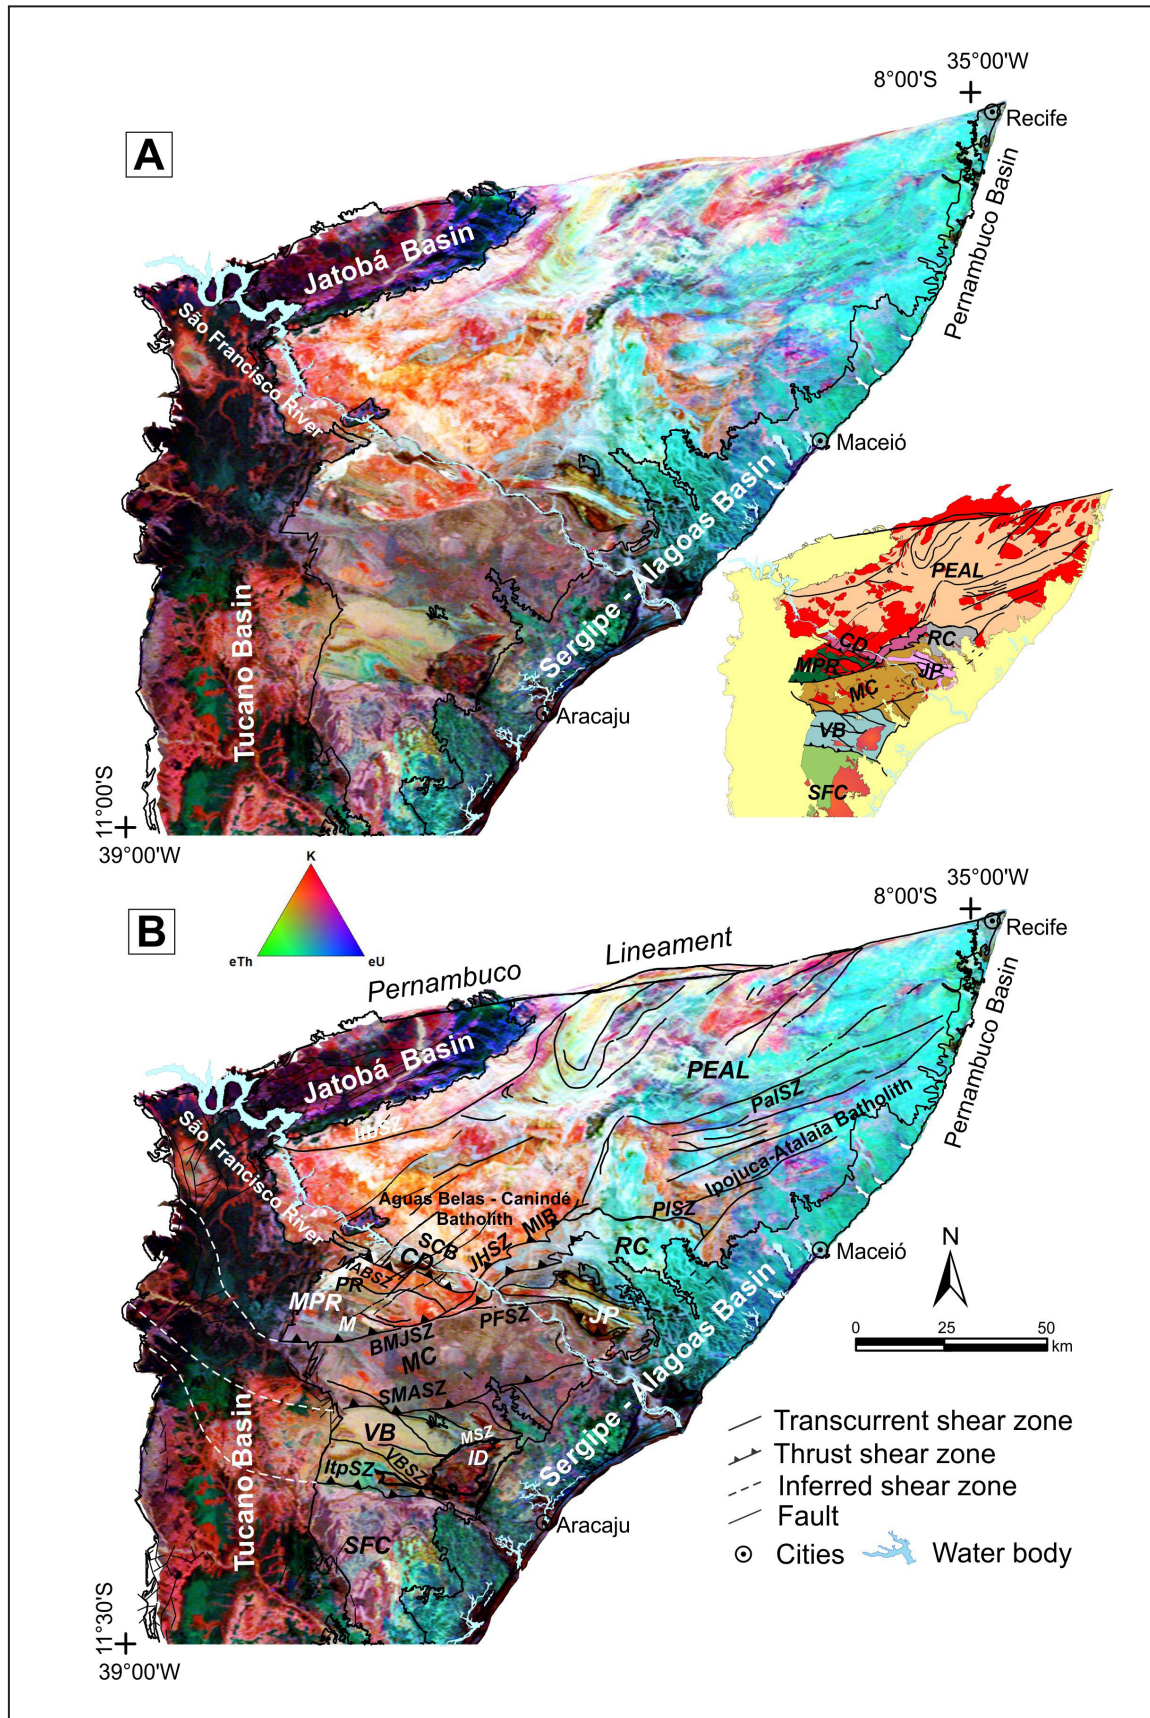 35°00'W
8°00'S
Recife
A
Pernambuco Basin
Jatobá Basin
São Francisco River
Maceió
Sergipe - Alagoas Basin
PEAL
CD
RC
MPR
JP
MC
VB
SFC
Tucano Basin
Aracaju
11°00'S
39°00'W
K
eTh
eU
35°00'W
8°00'S
Recife
B
Pernambuco Lineament
Pernambuco Basin
Jatobá Basin
PEAL
PalSZ
Ipojuca-Atalaia Batholith
ItuSZ
São Francisco River
Águas Belas - Canindé
Batholith
PISZ
MIB
SCB
JHSZ
CD
RC
MABSZ
PR
MPR
M
BMJSZ
PFSZ
JP
MC
Maceió
N
0 25 50
km
Sergipe - Alagoas Basin
SMASZ
VB
MSZ
ID
VBSZ
ItpSZ
Tucano Basin
SFC
Aracaju
Transcurrent shear zone
Thrust shear zone
Inferred shear zone
Fault
Cities
Water body
11°30'S
39°00'W